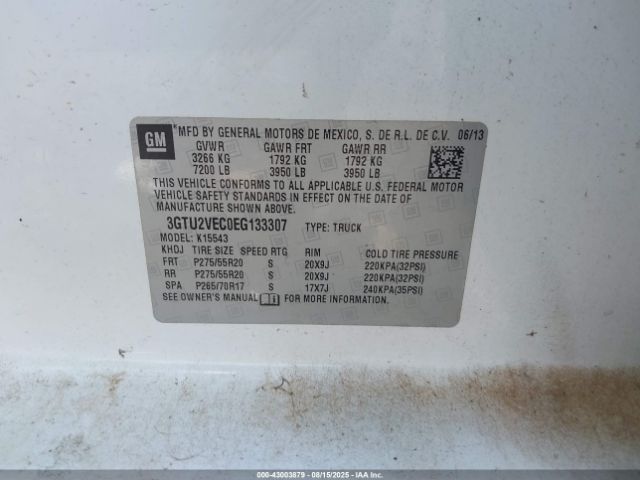 GM
*MFD BY GENERAL MOTORS DE MEXICO, S. DE R.L. DE C.V. 06/13
GVWR GAWR FRT GAWR RR
3266 KG 1792 KG 1792 KG
7200 LB 3950 LB 3950 LB
THIS VEHICLE CONFORMS TO ALL APPLICABLE U.S. FEDERAL MOTOR
VEHICLE SAFETY STANDARDS IN EFFECT ON THE DATE OF
MANUFACTURE SHOWN ABOVE.
3GTU2VEC0EG133307 TYPE: TRUCK
MODEL: K15543
KHDJ TIRE SIZE SPEED RTG RIM COLD TIRE PRESSURE
FRT P275/55R20 S 20X9J 220KPA(32PSI)
RR P275/55R20 S 20X9J 220KPA(32PSI)
SPA P265/70R17 S 17X7J 240KPA(35PSI)
SEE OWNER'S MANUAL FOR MORE INFORMATION.
000-43003879 - 08/15/2025 - IAAI.COM